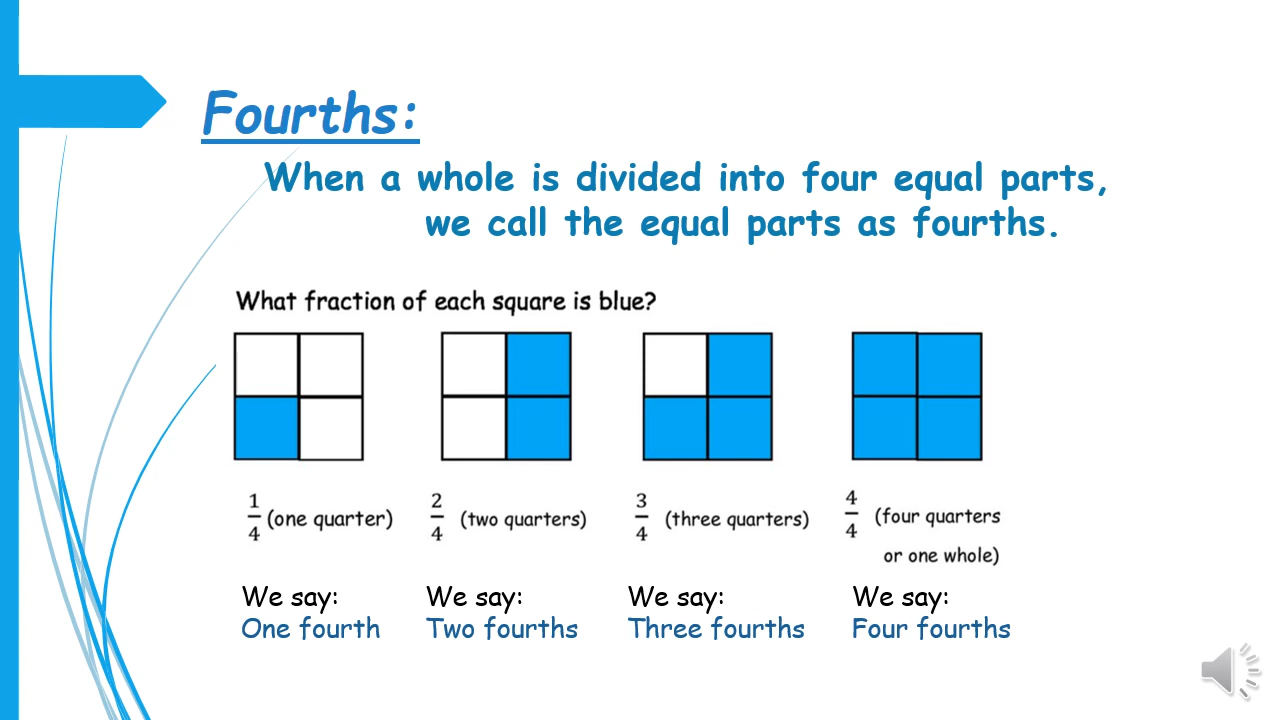 Fourths:
When a whole is divided into four equal parts,
we call the equal parts as fourths.
What fraction of each square is blue?
1/4 (one quarter)
2/4 (two quarters)
3/4 (three quarters)
4/4 (four quarters
or one whole)
We say:
One fourth
We say:
Two fourths
We say:
Three fourths
We say:
Four fourths